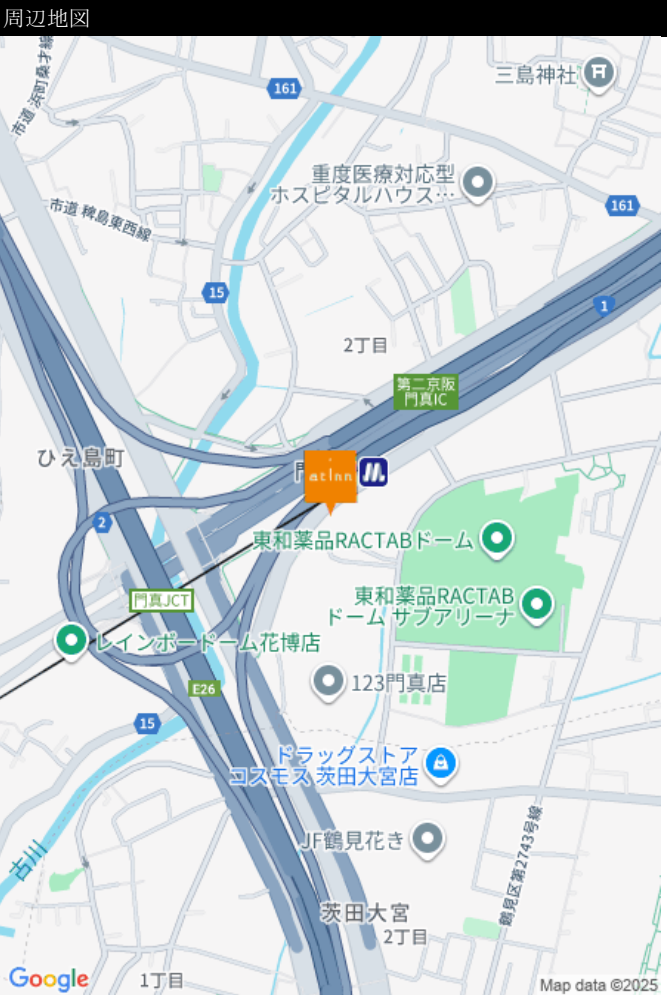 周辺地図
市道 浜町桑才線
161
三島神社
重度医療対応型
ホスピタルハウス…
161
市道 稗島東西線
15
1
2丁目
第二京阪
門真IC
ひえ島町
門
at inn
2
東和薬品RACTABドーム
東和薬品RACTAB
ドーム サブアリーナ
門真JCT
レインボードーム花博店
123門真店
E26
15
ドラッグストア
コスモス 茨田大宮店
JF鶴見花き
鶴見区第2743号線
古川
茨田大宮
2丁目
1丁目
Google
Map data ©2025